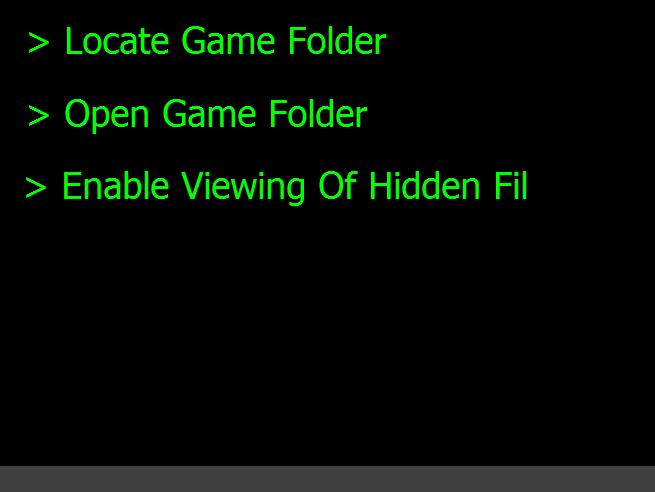 > Locate Game Folder
> Open Game Folder
> Enable Viewing Of Hidden Fil